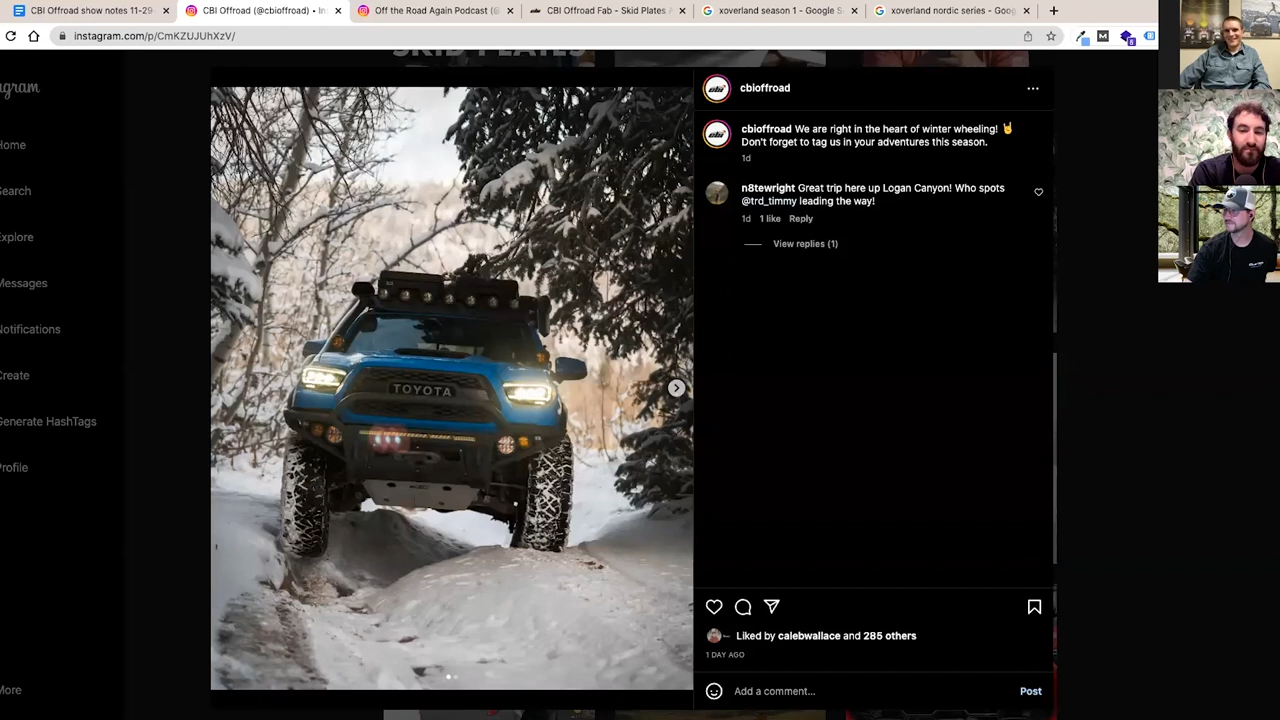 CBI Offroad show notes 11-29-
CBI Offroad (@cbioffroad) • In
Off the Road Again Podcast (@
CBI Offroad Fab - Skid Plates
xoverland season 1 - Google S
xoverland nordic series - Goog
instagram.com/p/CmKZUJUhXzV/
SKID PLATES
agram
Home
Search
Explore
Messages
Notifications
Create
Generate HashTags
Profile
More
TOYOTA
cbioffroad
cbioffroad We are right in the heart of winter wheeling! 🤘
Don't forget to tag us in your adventures this season.
1d
n8tewright Great trip here up Logan Canyon! Who spots
@trd_timmy leading the way!
1d 1 like Reply
View replies (1)
Liked by calebwallace and 285 others
1 DAY AGO
Add a comment...
Post